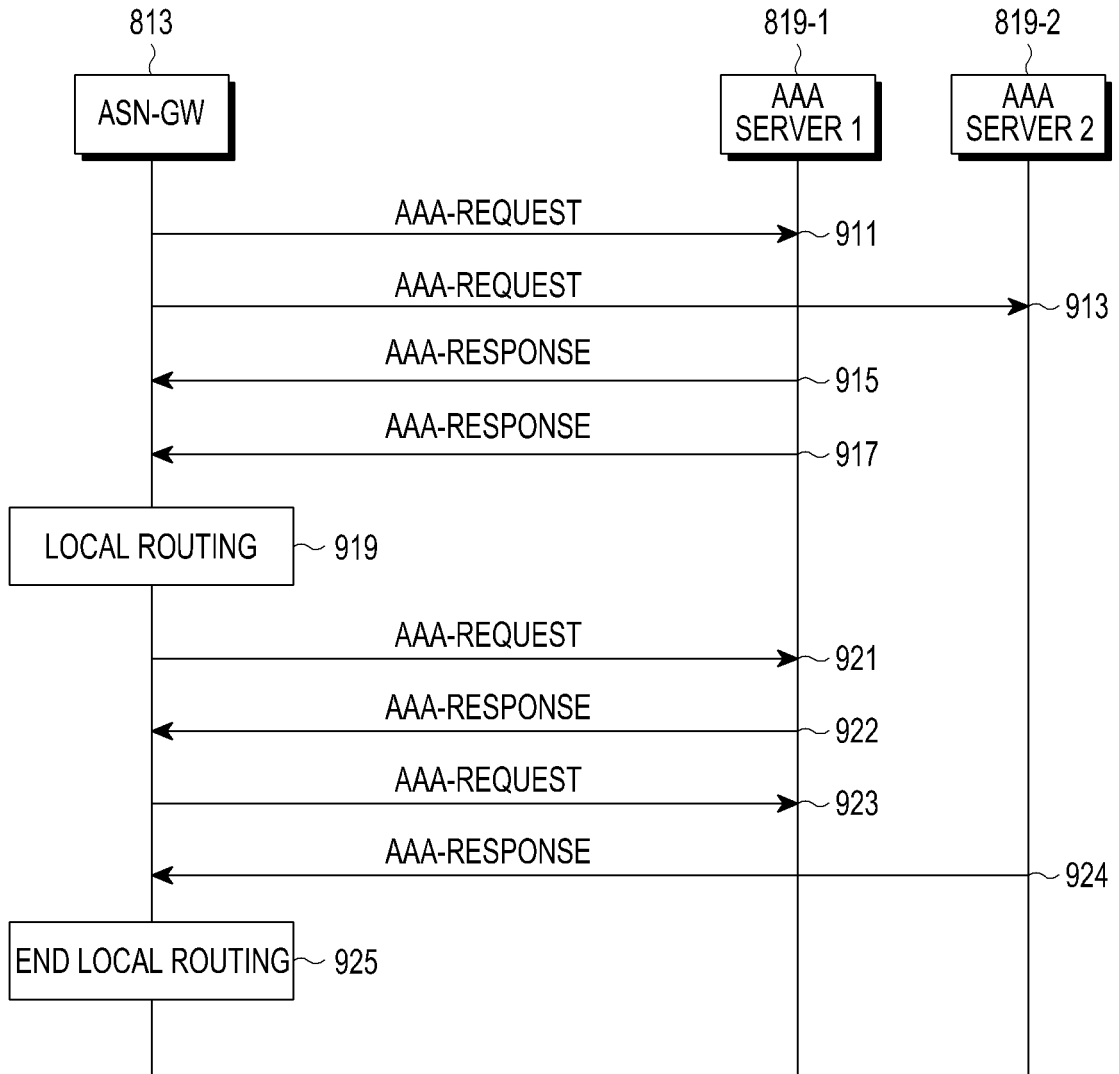 813
819-1
819-2
ASN-GW
AAA
SERVER 1
AAA
SERVER 2
AAA-REQUEST
911
AAA-REQUEST
913
AAA-RESPONSE
915
AAA-RESPONSE
917
LOCAL ROUTING
919
AAA-REQUEST
921
AAA-RESPONSE
922
AAA-REQUEST
923
AAA-RESPONSE
924
END LOCAL ROUTING
925